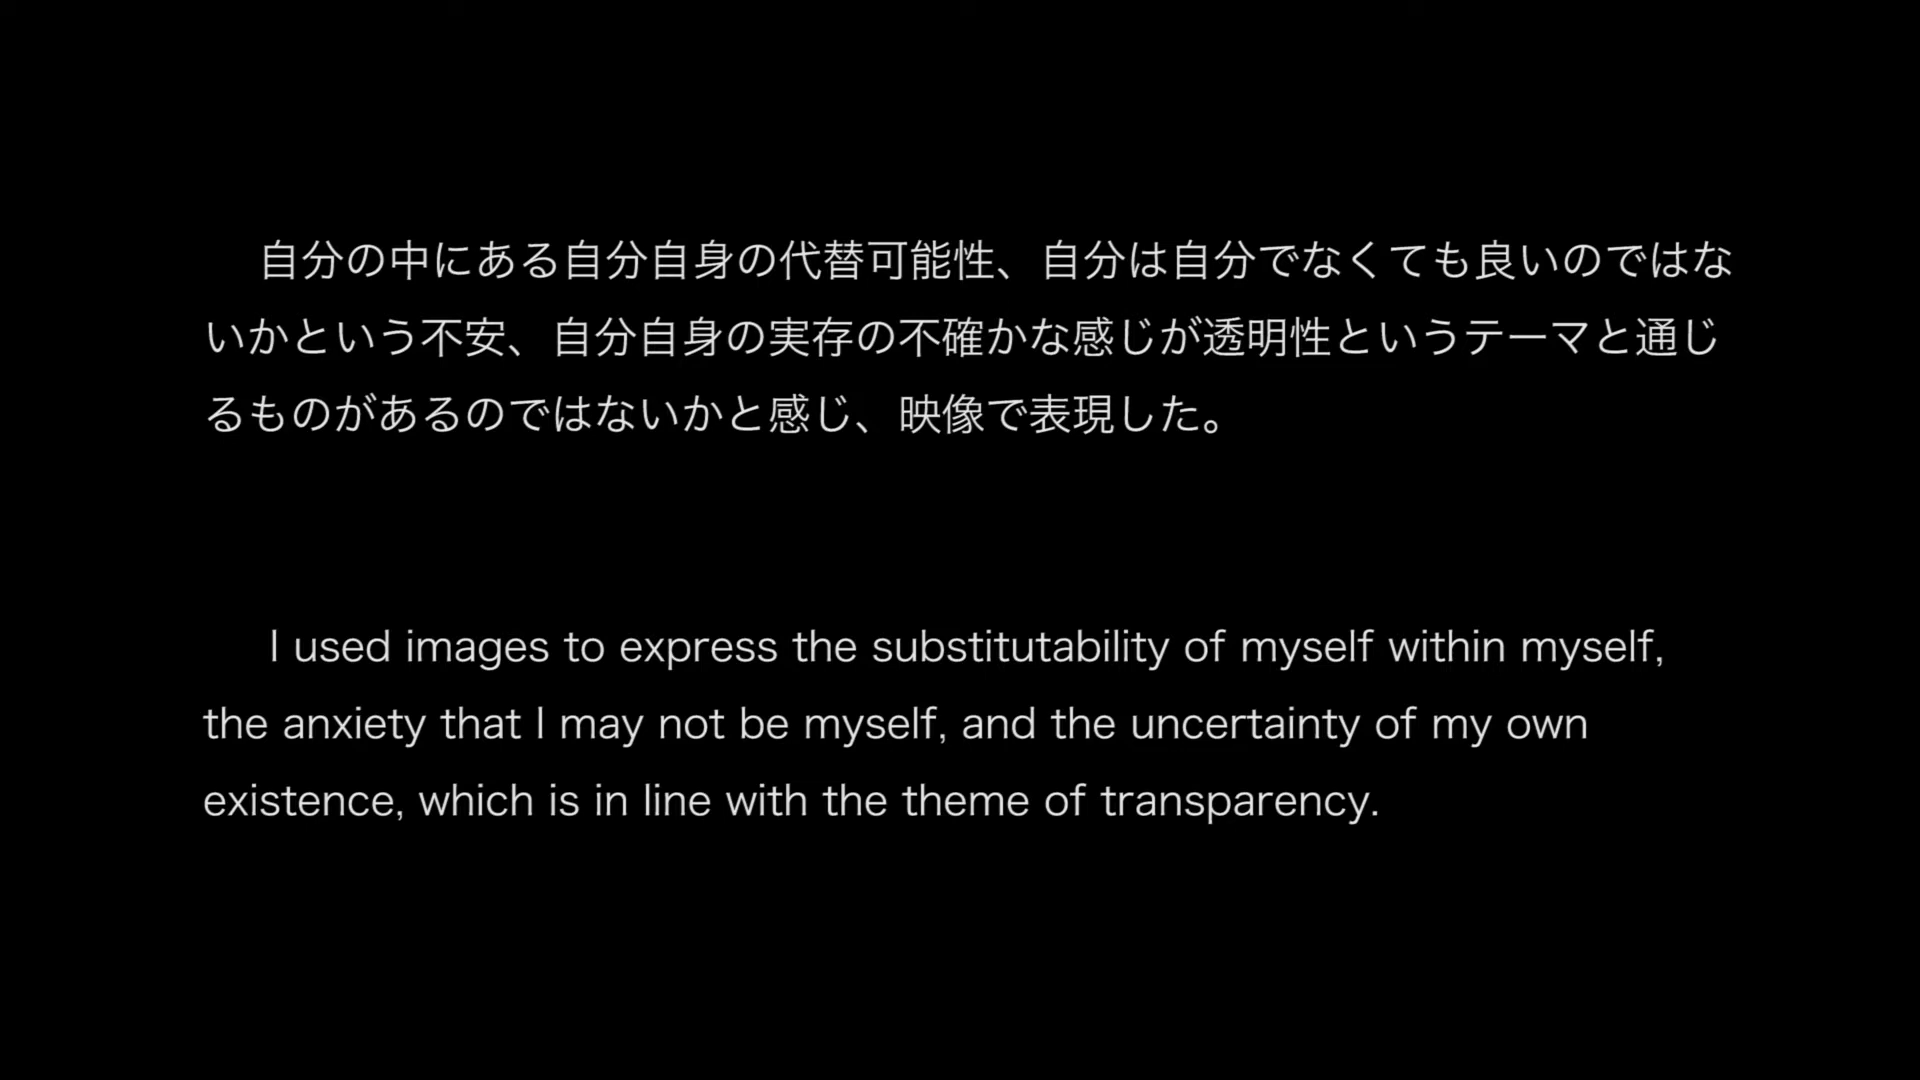 自分の中にある自分自身の代替可能性、自分は自分でなくても良いのではな
いかという不安、自分自身の実存の不確かな感じが透明性というテーマと通じ
るものがあるのではないかと感じ、映像で表現した。
I used images to express the substitutability of myself within myself,
the anxiety that I may not be myself, and the uncertainty of my own
existence, which is in line with the theme of transparency.